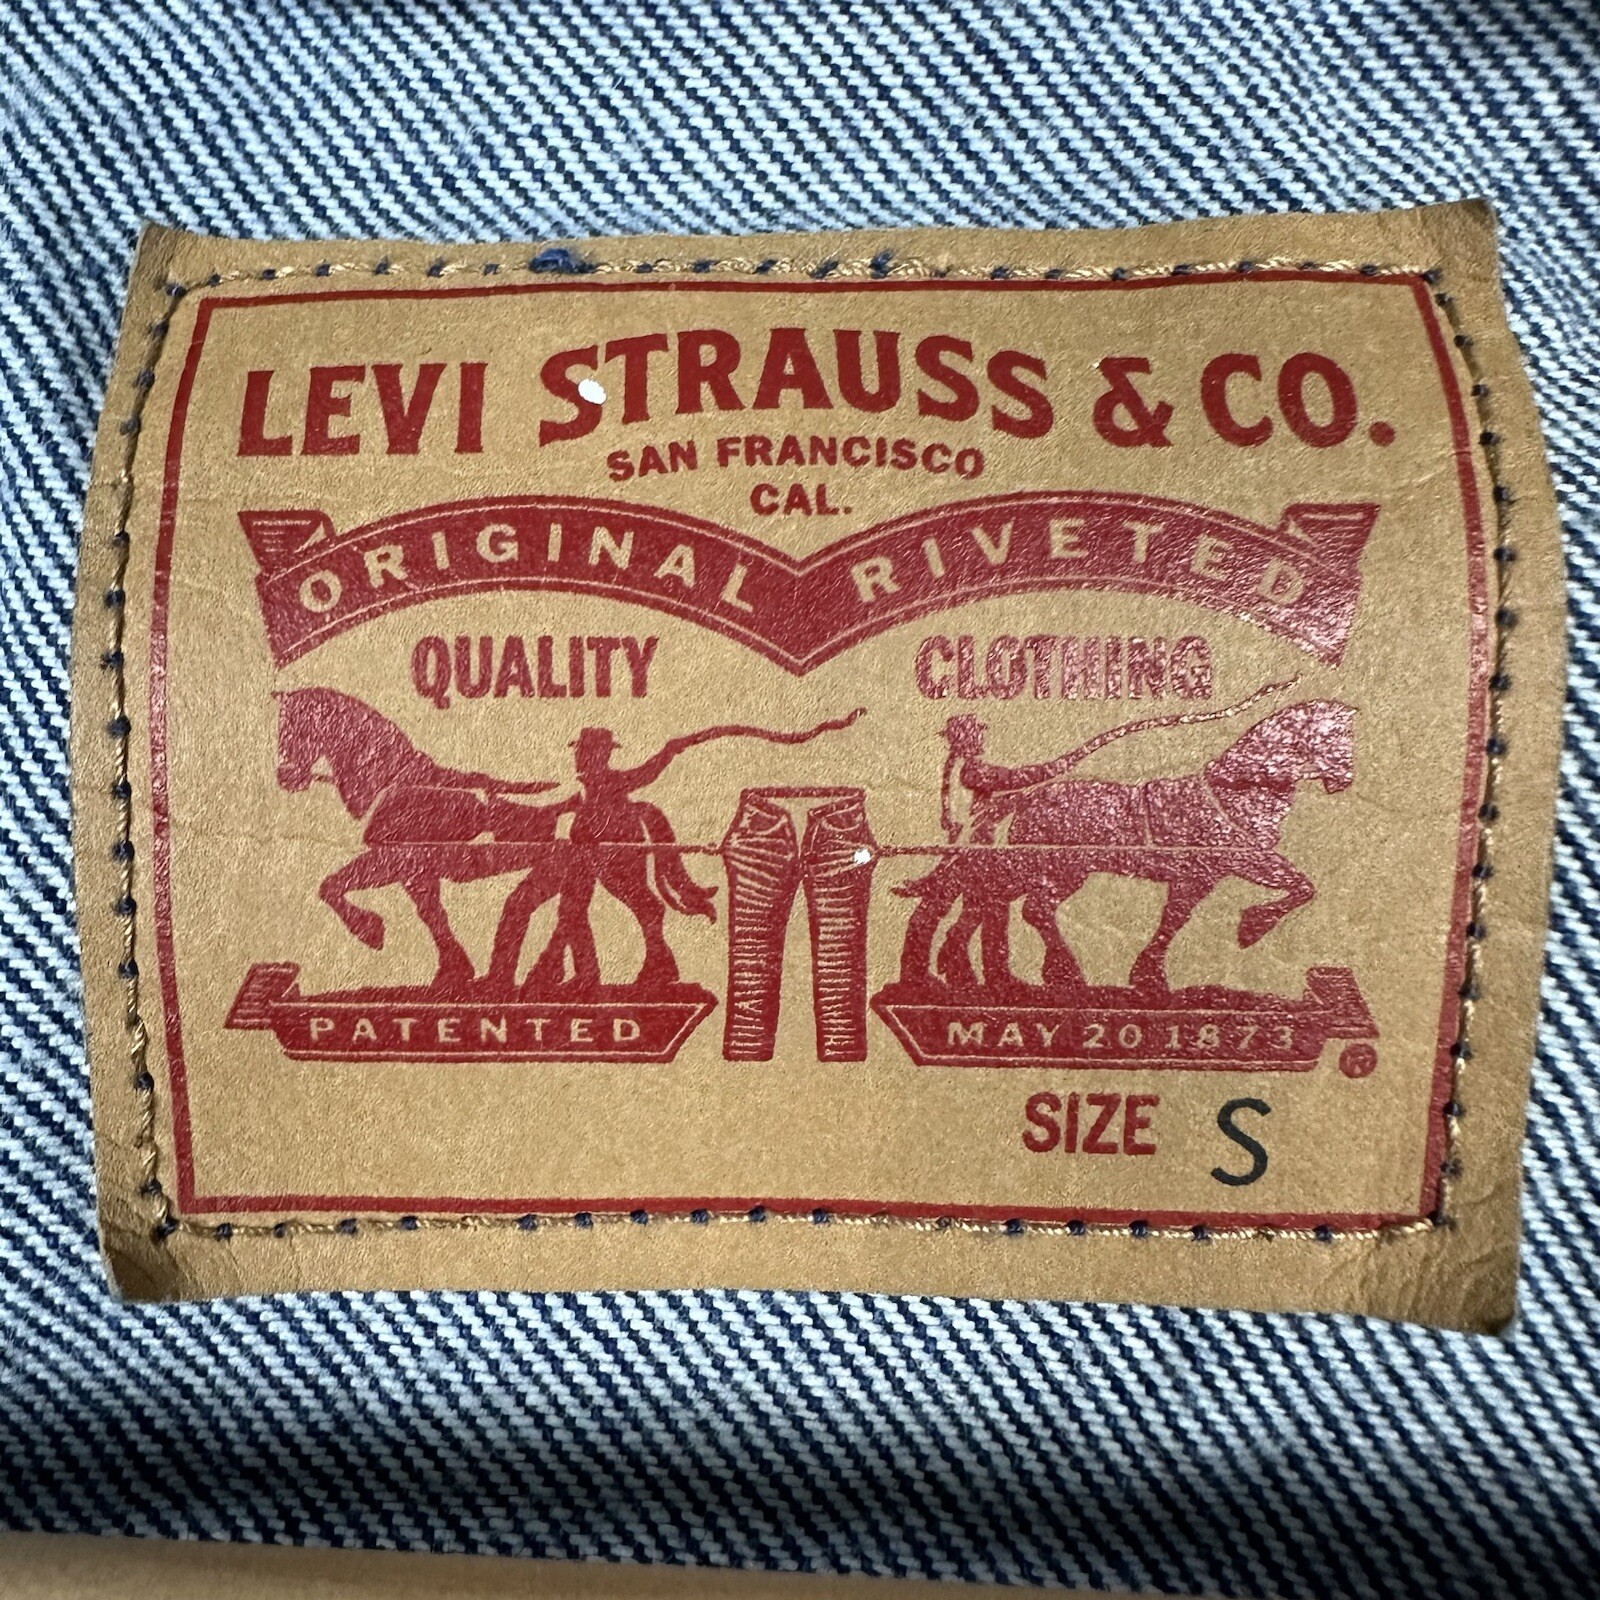 LEVI STRAUSS & CO.
SAN FRANCISCO
CAL.
ORIGINAL RIVETED
QUALITY CLOTHING
PATENTED MAY 20 1873
®
SIZE S